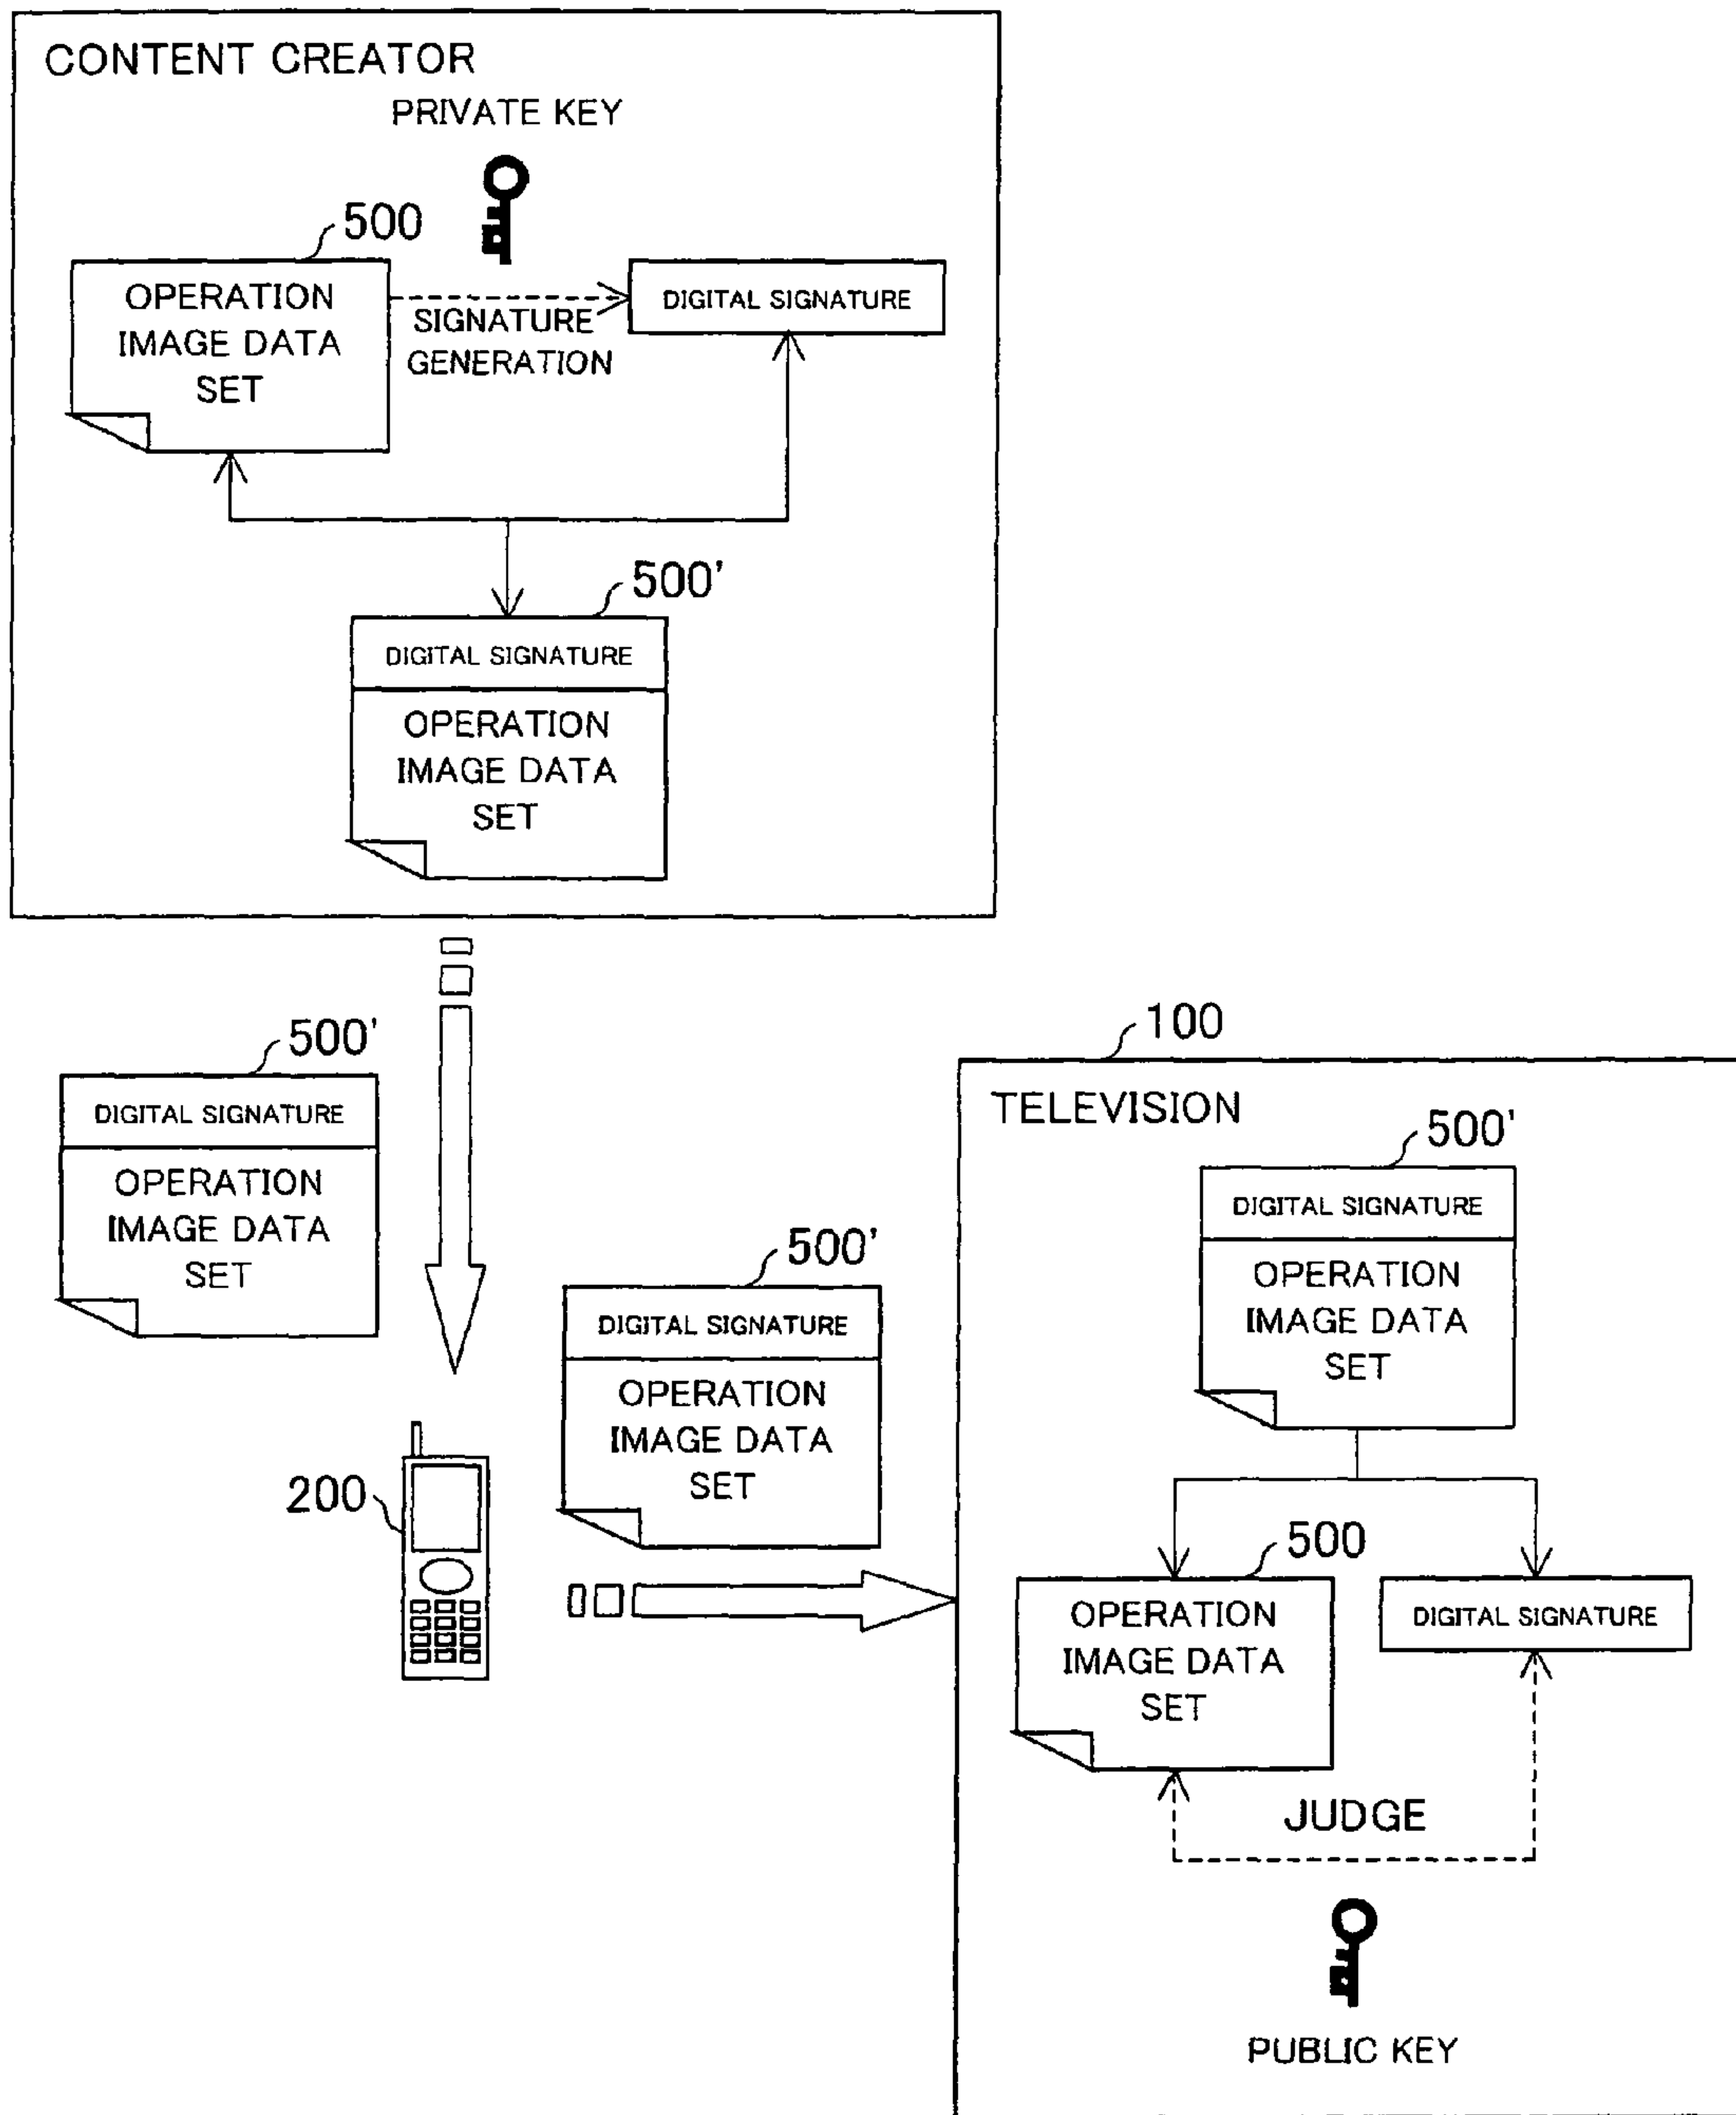 CONTENT CREATOR
PRIVATE KEY
500
OPERATION
IMAGE DATA
SET
SIGNATURE
GENERATION
DIGITAL SIGNATURE
500'
DIGITAL SIGNATURE
OPERATION
IMAGE DATA
SET
500'
DIGITAL SIGNATURE
OPERATION
IMAGE DATA
SET
200
500'
DIGITAL SIGNATURE
OPERATION
IMAGE DATA
SET
100
TELEVISION
500'
DIGITAL SIGNATURE
OPERATION
IMAGE DATA
SET
500
OPERATION
IMAGE DATA
SET
DIGITAL SIGNATURE
JUDGE
PUBLIC KEY